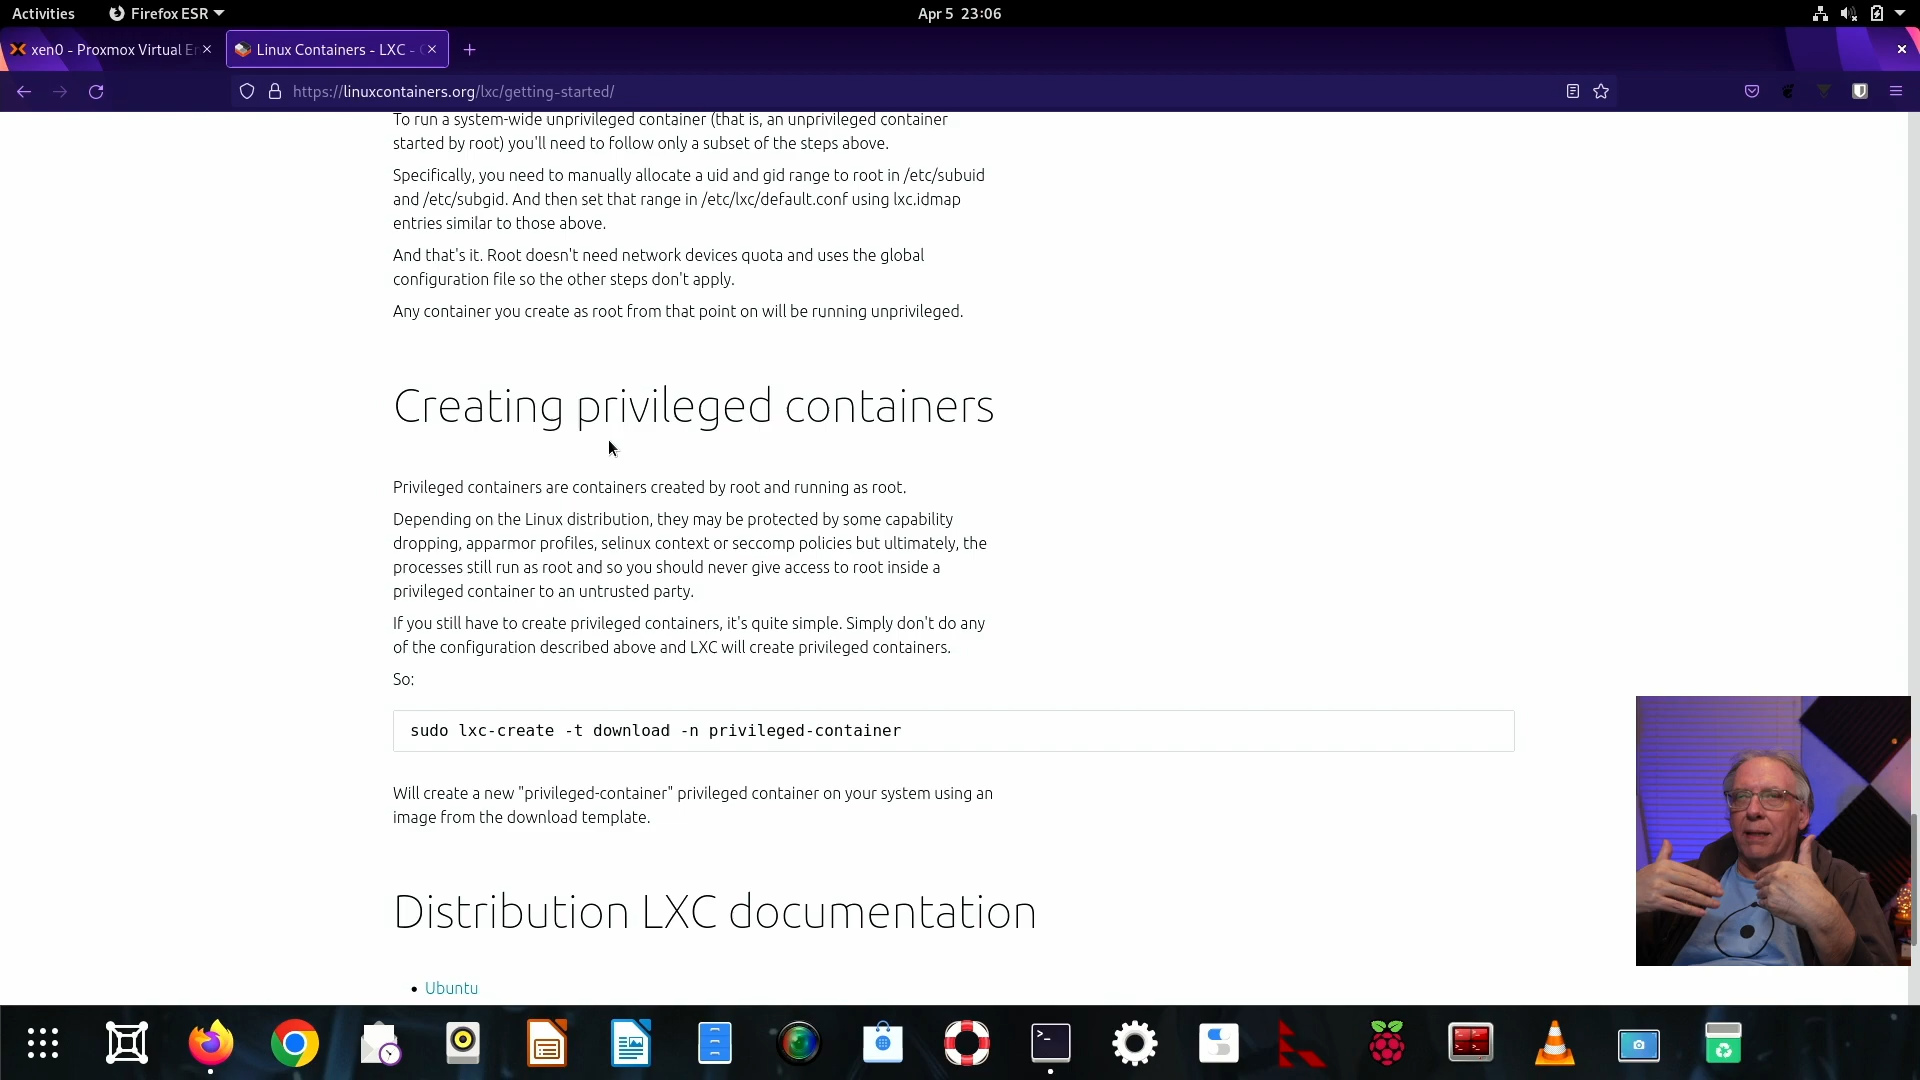 Activities
Firefox ESR
Apr 5 23:06
xen0 - Proxmox Virtual E
Linux Containers - LXC -
https://linuxcontainers.org/lxc/getting-started/
To run a system-wide unprivileged container (that is, an unprivileged container
started by root) you'll need to follow only a subset of the steps above.
Specifically, you need to manually allocate a uid and gid range to root in /etc/subuid
and /etc/subgid. And then set that range in /etc/lxc/default.conf using lxc.idmap
entries similar to those above.
And that's it. Root doesn't need network devices quota and uses the global
configuration file so the other steps don't apply.
Any container you create as root from that point on will be running unprivileged.
Creating privileged containers
Privileged containers are containers created by root and running as root.
Depending on the Linux distribution, they may be protected by some capability
dropping, apparmor profiles, selinux context or seccomp policies but ultimately, the
processes still run as root and so you should never give access to root inside a
privileged container to an untrusted party.
If you still have to create privileged containers, it's quite simple. Simply don't do any
of the configuration described above and LXC will create privileged containers.
So:
sudo lxc-create -t download -n privileged-container
Will create a new "privileged-container" privileged container on your system using an
image from the download template.
Distribution LXC documentation
• Ubuntu